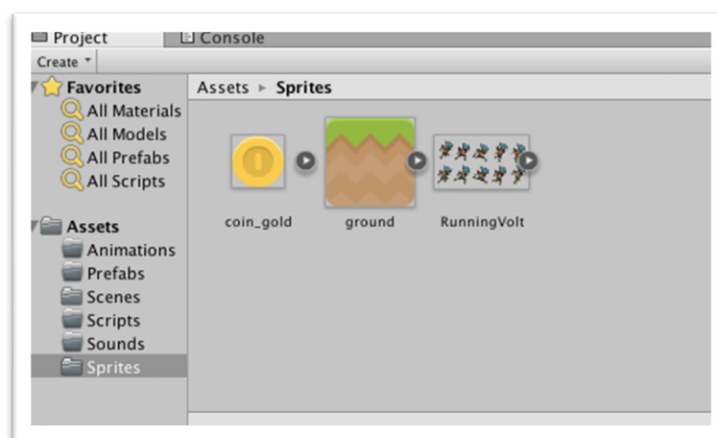 Project
Console
Create
Favorites
All Materials
All Models
All Prefabs
All Scripts
Assets
Animations
Prefabs
Scenes
Scripts
Sounds
Sprites
Assets ▸ Sprites
coin_gold
ground
RunningVolt